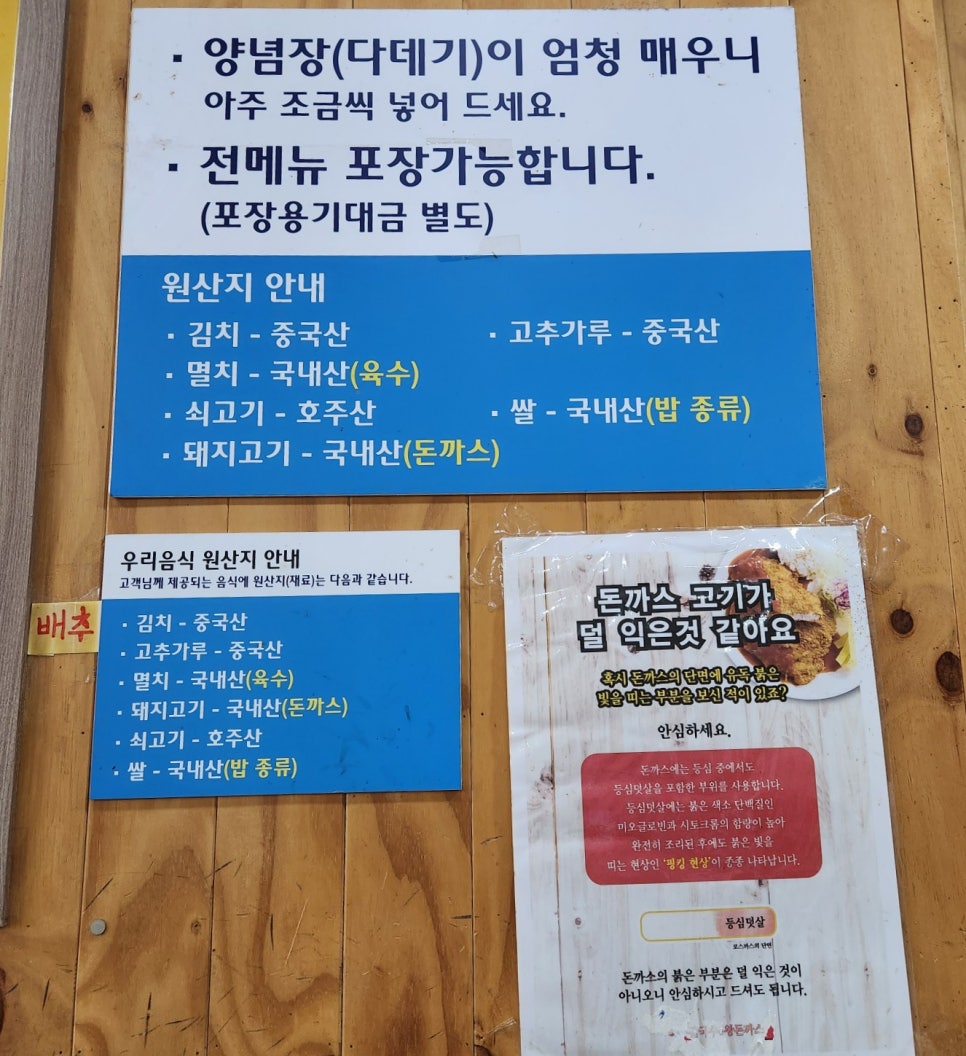 · 양념장(다데기)이 엄청 매우니
아주 조금씩 넣어 드세요.
· 전메뉴 포장가능합니다.
(포장용기대금 별도)
원산지 안내
· 김치 - 중국산 · 고추가루 - 중국산
· 멸치 - 국내산(육수)
· 쇠고기 - 호주산 · 쌀 - 국내산(밥 종류)
· 돼지고기 - 국내산(돈까스)
우리음식 원산지 안내
고객님께 제공되는 음식에 원산지(재료)는 다음과 같습니다.
배추
· 김치 - 중국산
· 고추가루 - 중국산
· 멸치 - 국내산(육수)
· 돼지고기 - 국내산(돈까스)
· 쇠고기 - 호주산
· 쌀 - 국내산(밥 종류)
돈까스 고기가
덜 익은것 같아요
혹시 돈까스의 단면에 유독 붉은
빛을 띠는 부분을 보신 적이 있죠?
안심하세요.
돈까스에는 등심 중에서도
등심덧살을 포함한 부위를 사용합니다.
등심덧살에는 붉은 색소 단백질인
미오글로빈과 시토크롬의 함량이 높아
완전히 조리된 후에도 붉은 빛을
띠는 현상인 '핑킹 현상'이 종종 나타납니다.
등심덧살
로스까스의 단면
돈까소의 붉은 부분은 덜 익은 것이
아니오니 안심하시고 드셔도 됩니다.
왕돈까스